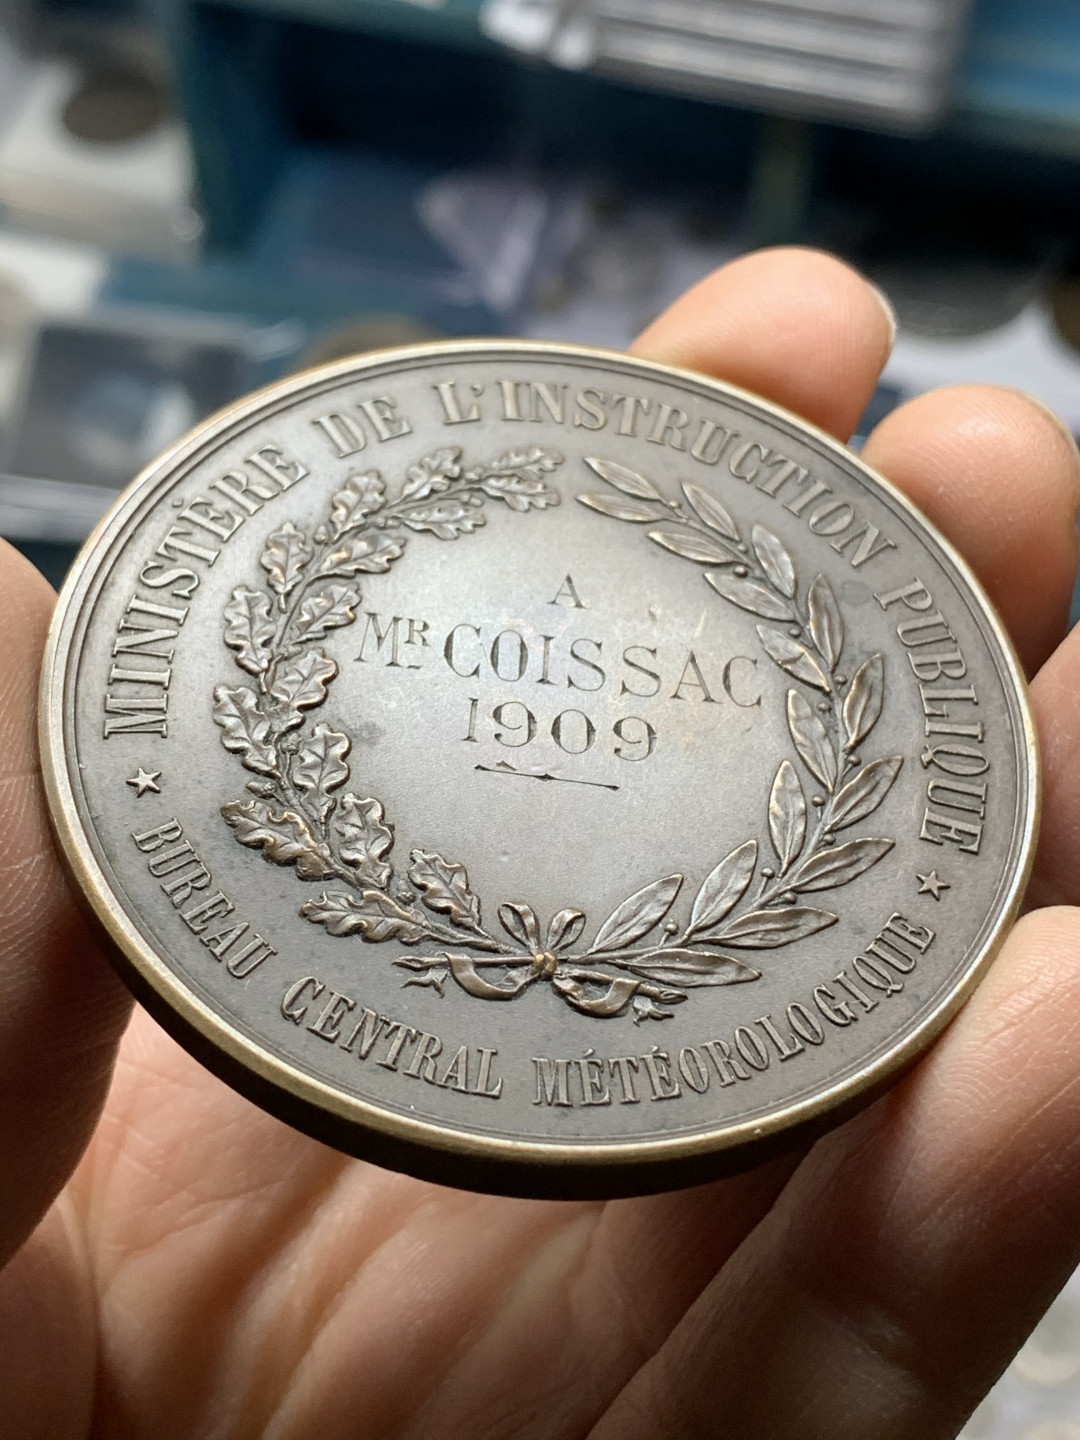 MINISTÈRE DE L'INSTRUCTION PUBLIQUE
A
MR COISSAC
1909
★ BUREAU CENTRAL MÉTÉOROLOGIQUE ★